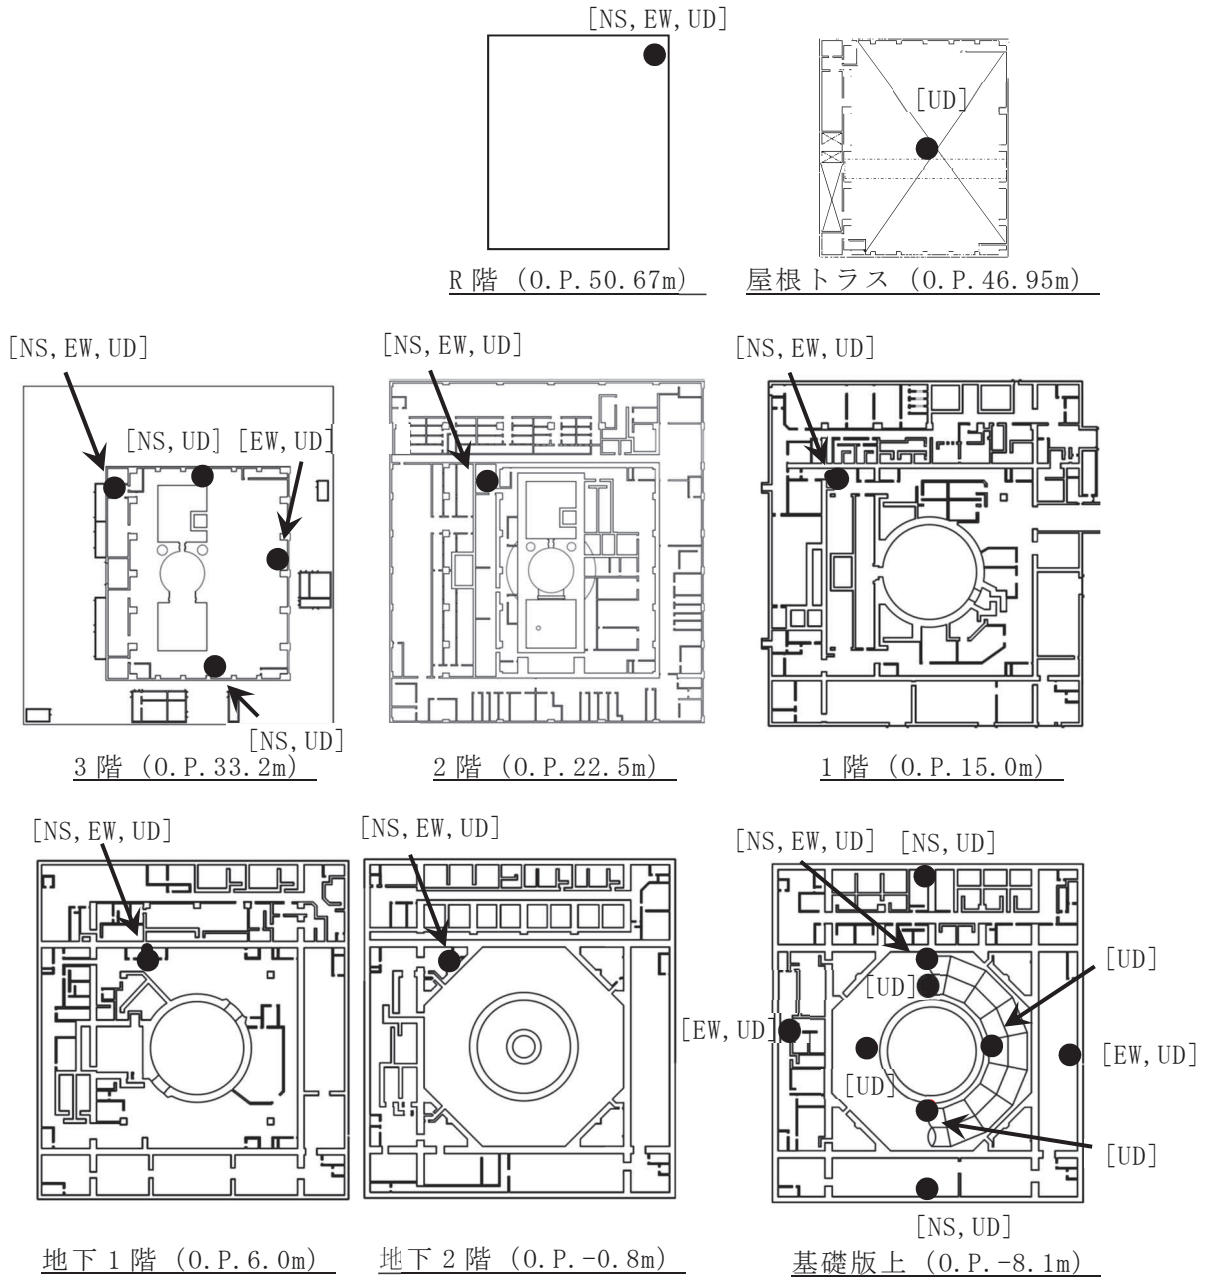 [NS, EW, UD]
[UD]
R 階 (O.P.50.67m)
屋根トラス (O.P.46.95m)
[NS, EW, UD]
[NS, UD]
[EW, UD]
[NS, UD]
3 階 (O.P.33.2m)
[NS, EW, UD]
2 階 (O.P.22.5m)
[NS, EW, UD]
1 階 (O.P.15.0m)
[NS, EW, UD]
地下 1 階 (O.P.6.0m)
[NS, EW, UD]
地下 2 階 (O.P.-0.8m)
[NS, EW, UD]
[NS, UD]
[UD]
[UD]
[EW, UD]
[EW, UD]
[UD]
[UD]
[NS, UD]
基礎版上 (O.P.-8.1m)